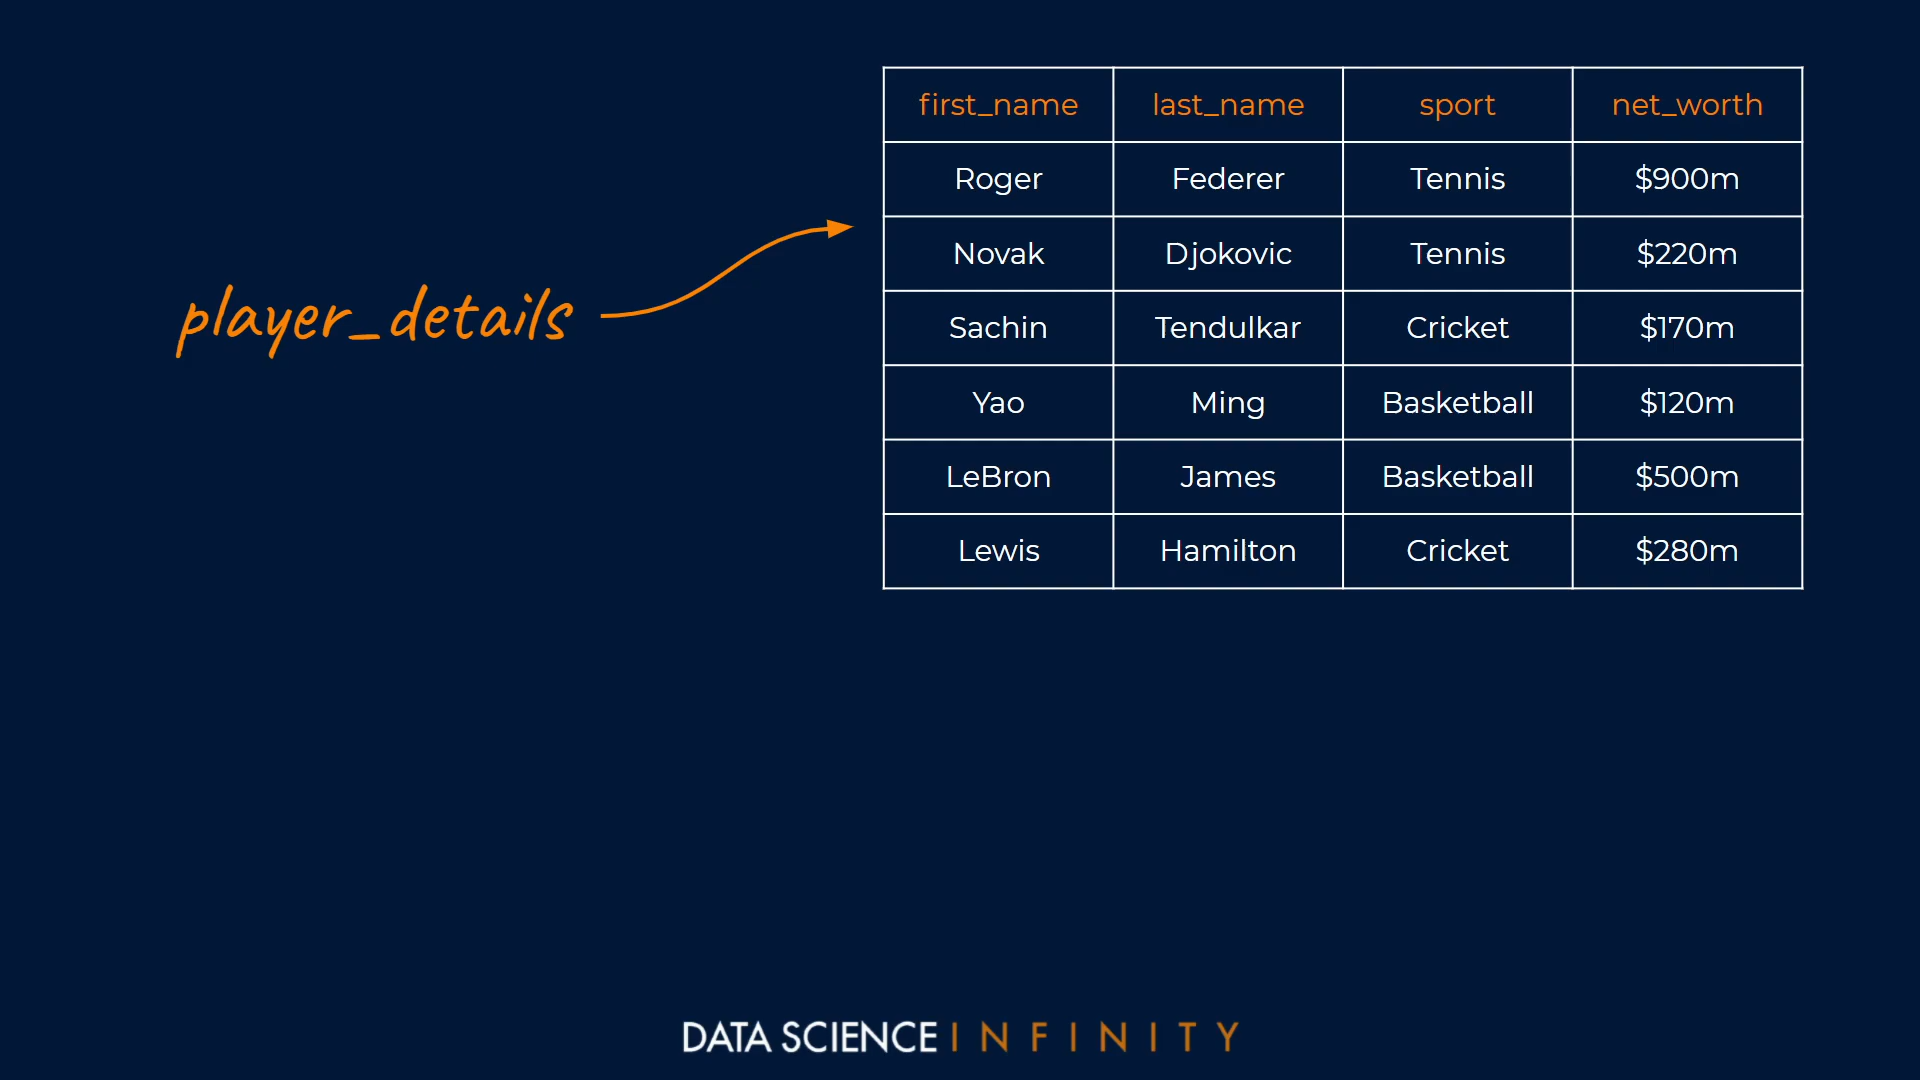 first_name last_name sport net_worth
Roger Federer Tennis $900m
Novak Djokovic Tennis $220m
player_details
Sachin Tendulkar Cricket $170m
Yao Ming Basketball $120m
LeBron James Basketball $500m
Lewis Hamilton Cricket $280m
DATA SCIENCE INFINITY